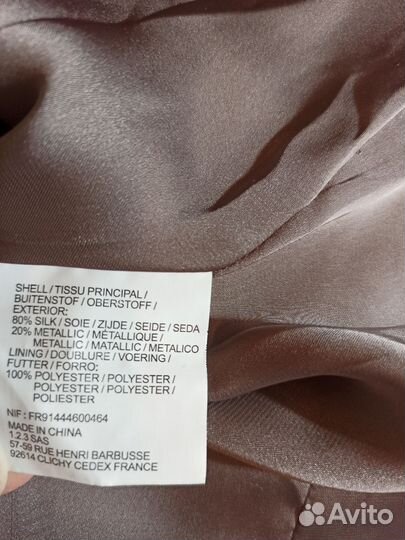 SHELL / TISSU PRINCIPAL /
BUITENSTOF / OBERSTOFF /
EXTERIOR:
80% SILK / SOIE / ZIJDE / SEIDE / SEDA
20% METALLIC / MÉTALLIQUE /
METALLIC / MATALLIC / METALICO
LINING / DOUBLURE / VOERING /
FUTTER / FORRO:
100% POLYESTER / POLYESTER /
POLYESTER / POLYESTER /
POLIESTER
NIF : FR91444600464
MADE IN CHINA
1.2.3 SAS
57-59 RUE HENRI BARBUSSE
92614 CLICHY CEDEX FRANCE
Avito